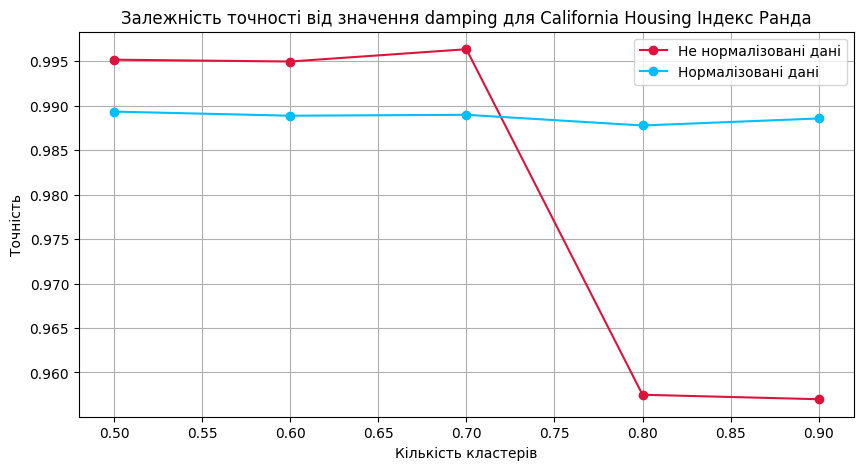 Залежність точності від значення damping для California Housing Індекс Ранда
Не нормалізовані дані
Нормалізовані дані
Точність
0.995
0.990
0.985
0.980
0.975
0.970
0.965
0.960
0.50 0.55 0.60 0.65 0.70 0.75 0.80 0.85 0.90
Кількість кластерів